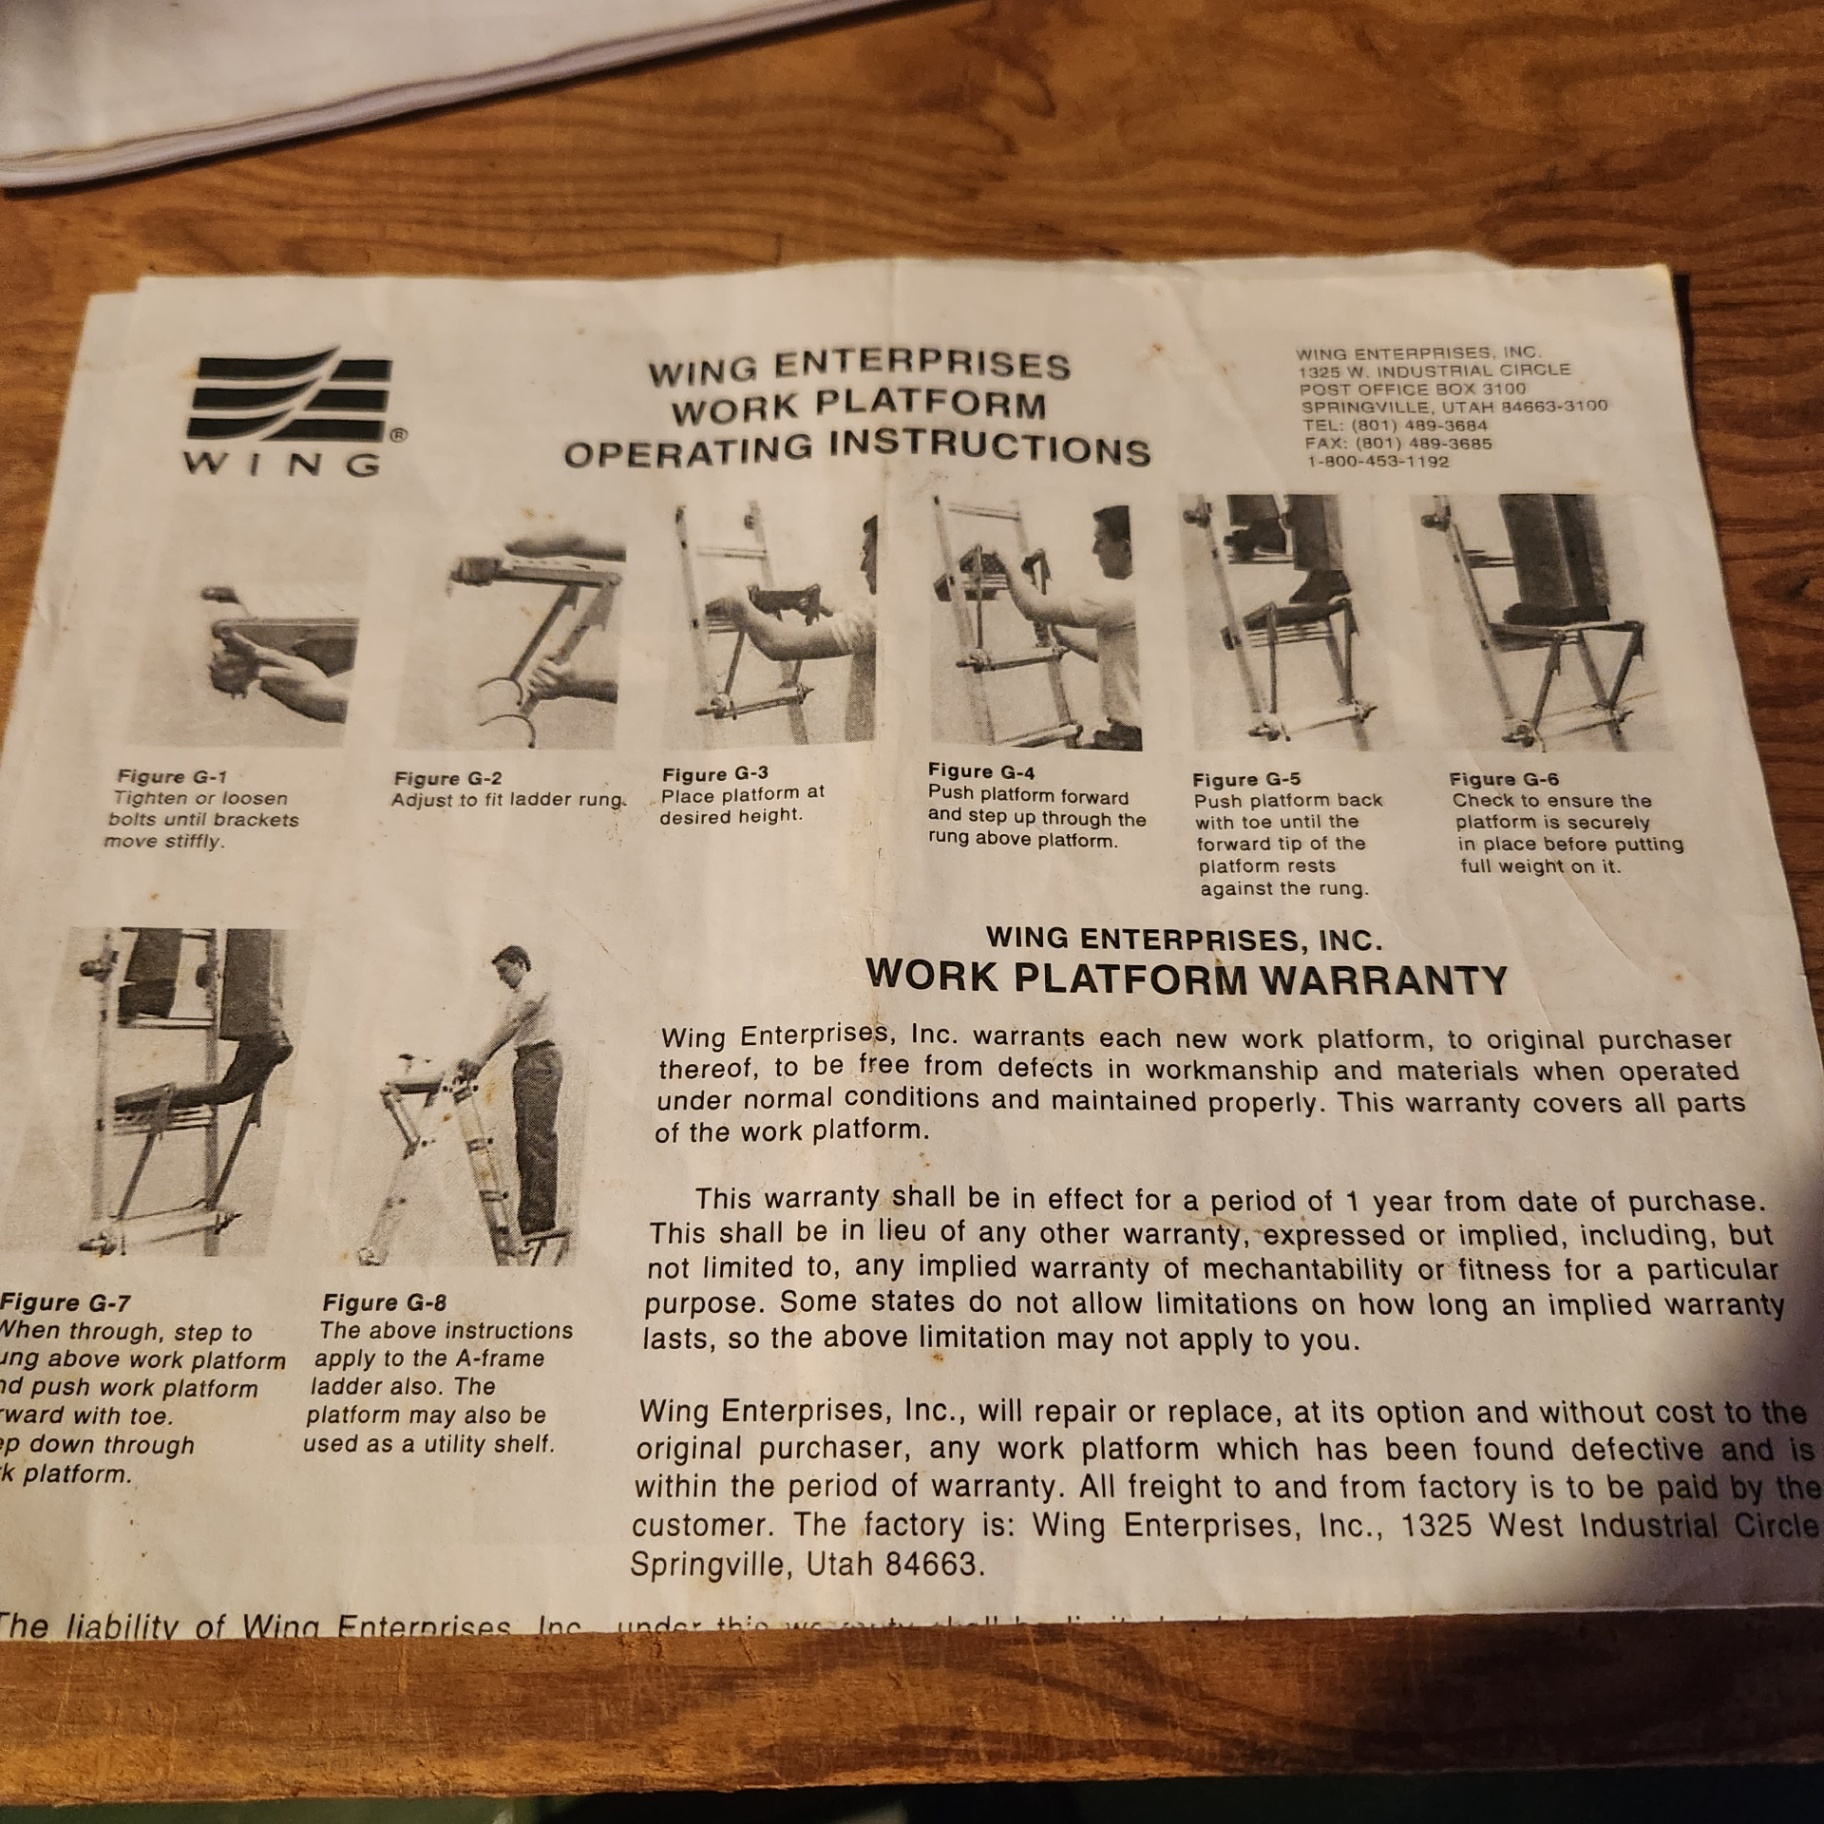 WING®
WING ENTERPRISES
WORK PLATFORM
OPERATING INSTRUCTIONS
WING ENTERPRISES, INC.
1325 W. INDUSTRIAL CIRCLE
POST OFFICE BOX 3100
SPRINGVILLE, UTAH 84663-3100
TEL: (801) 489-3684
FAX: (801) 489-3685
1-800-453-1192
Figure G-1
Tighten or loosen
bolts until brackets
move stiffly.
Figure G-2
Adjust to fit ladder rung.
Figure G-3
Place platform at
desired height.
Figure G-4
Push platform forward
and step up through the
rung above platform.
Figure G-5
Push platform back
with toe until the
forward tip of the
platform rests
against the rung.
Figure G-6
Check to ensure the
platform is securely
in place before putting
full weight on it.
Figure G-7
When through, step to
ung above work platform
nd push work platform
rward with toe.
ep down through
k platform.
Figure G-8
The above instructions
apply to the A-frame
ladder also. The
platform may also be
used as a utility shelf.
WING ENTERPRISES, INC.
WORK PLATFORM WARRANTY
Wing Enterprises, Inc. warrants each new work platform, to original purchaser
thereof, to be free from defects in workmanship and materials when operated
under normal conditions and maintained properly. This warranty covers all parts
of the work platform.
This warranty shall be in effect for a period of 1 year from date of purchase.
This shall be in lieu of any other warranty, expressed or implied, including, but
not limited to, any implied warranty of mechantability or fitness for a particular
purpose. Some states do not allow limitations on how long an implied warranty
lasts, so the above limitation may not apply to you.
Wing Enterprises, Inc., will repair or replace, at its option and without cost to the
original purchaser, any work platform which has been found defective and is
within the period of warranty. All freight to and from factory is to be paid by the
customer. The factory is: Wing Enterprises, Inc., 1325 West Industrial Circle
Springville, Utah 84663.
The liability of Wing Enterprises, Inc. under this warranty shall be limited